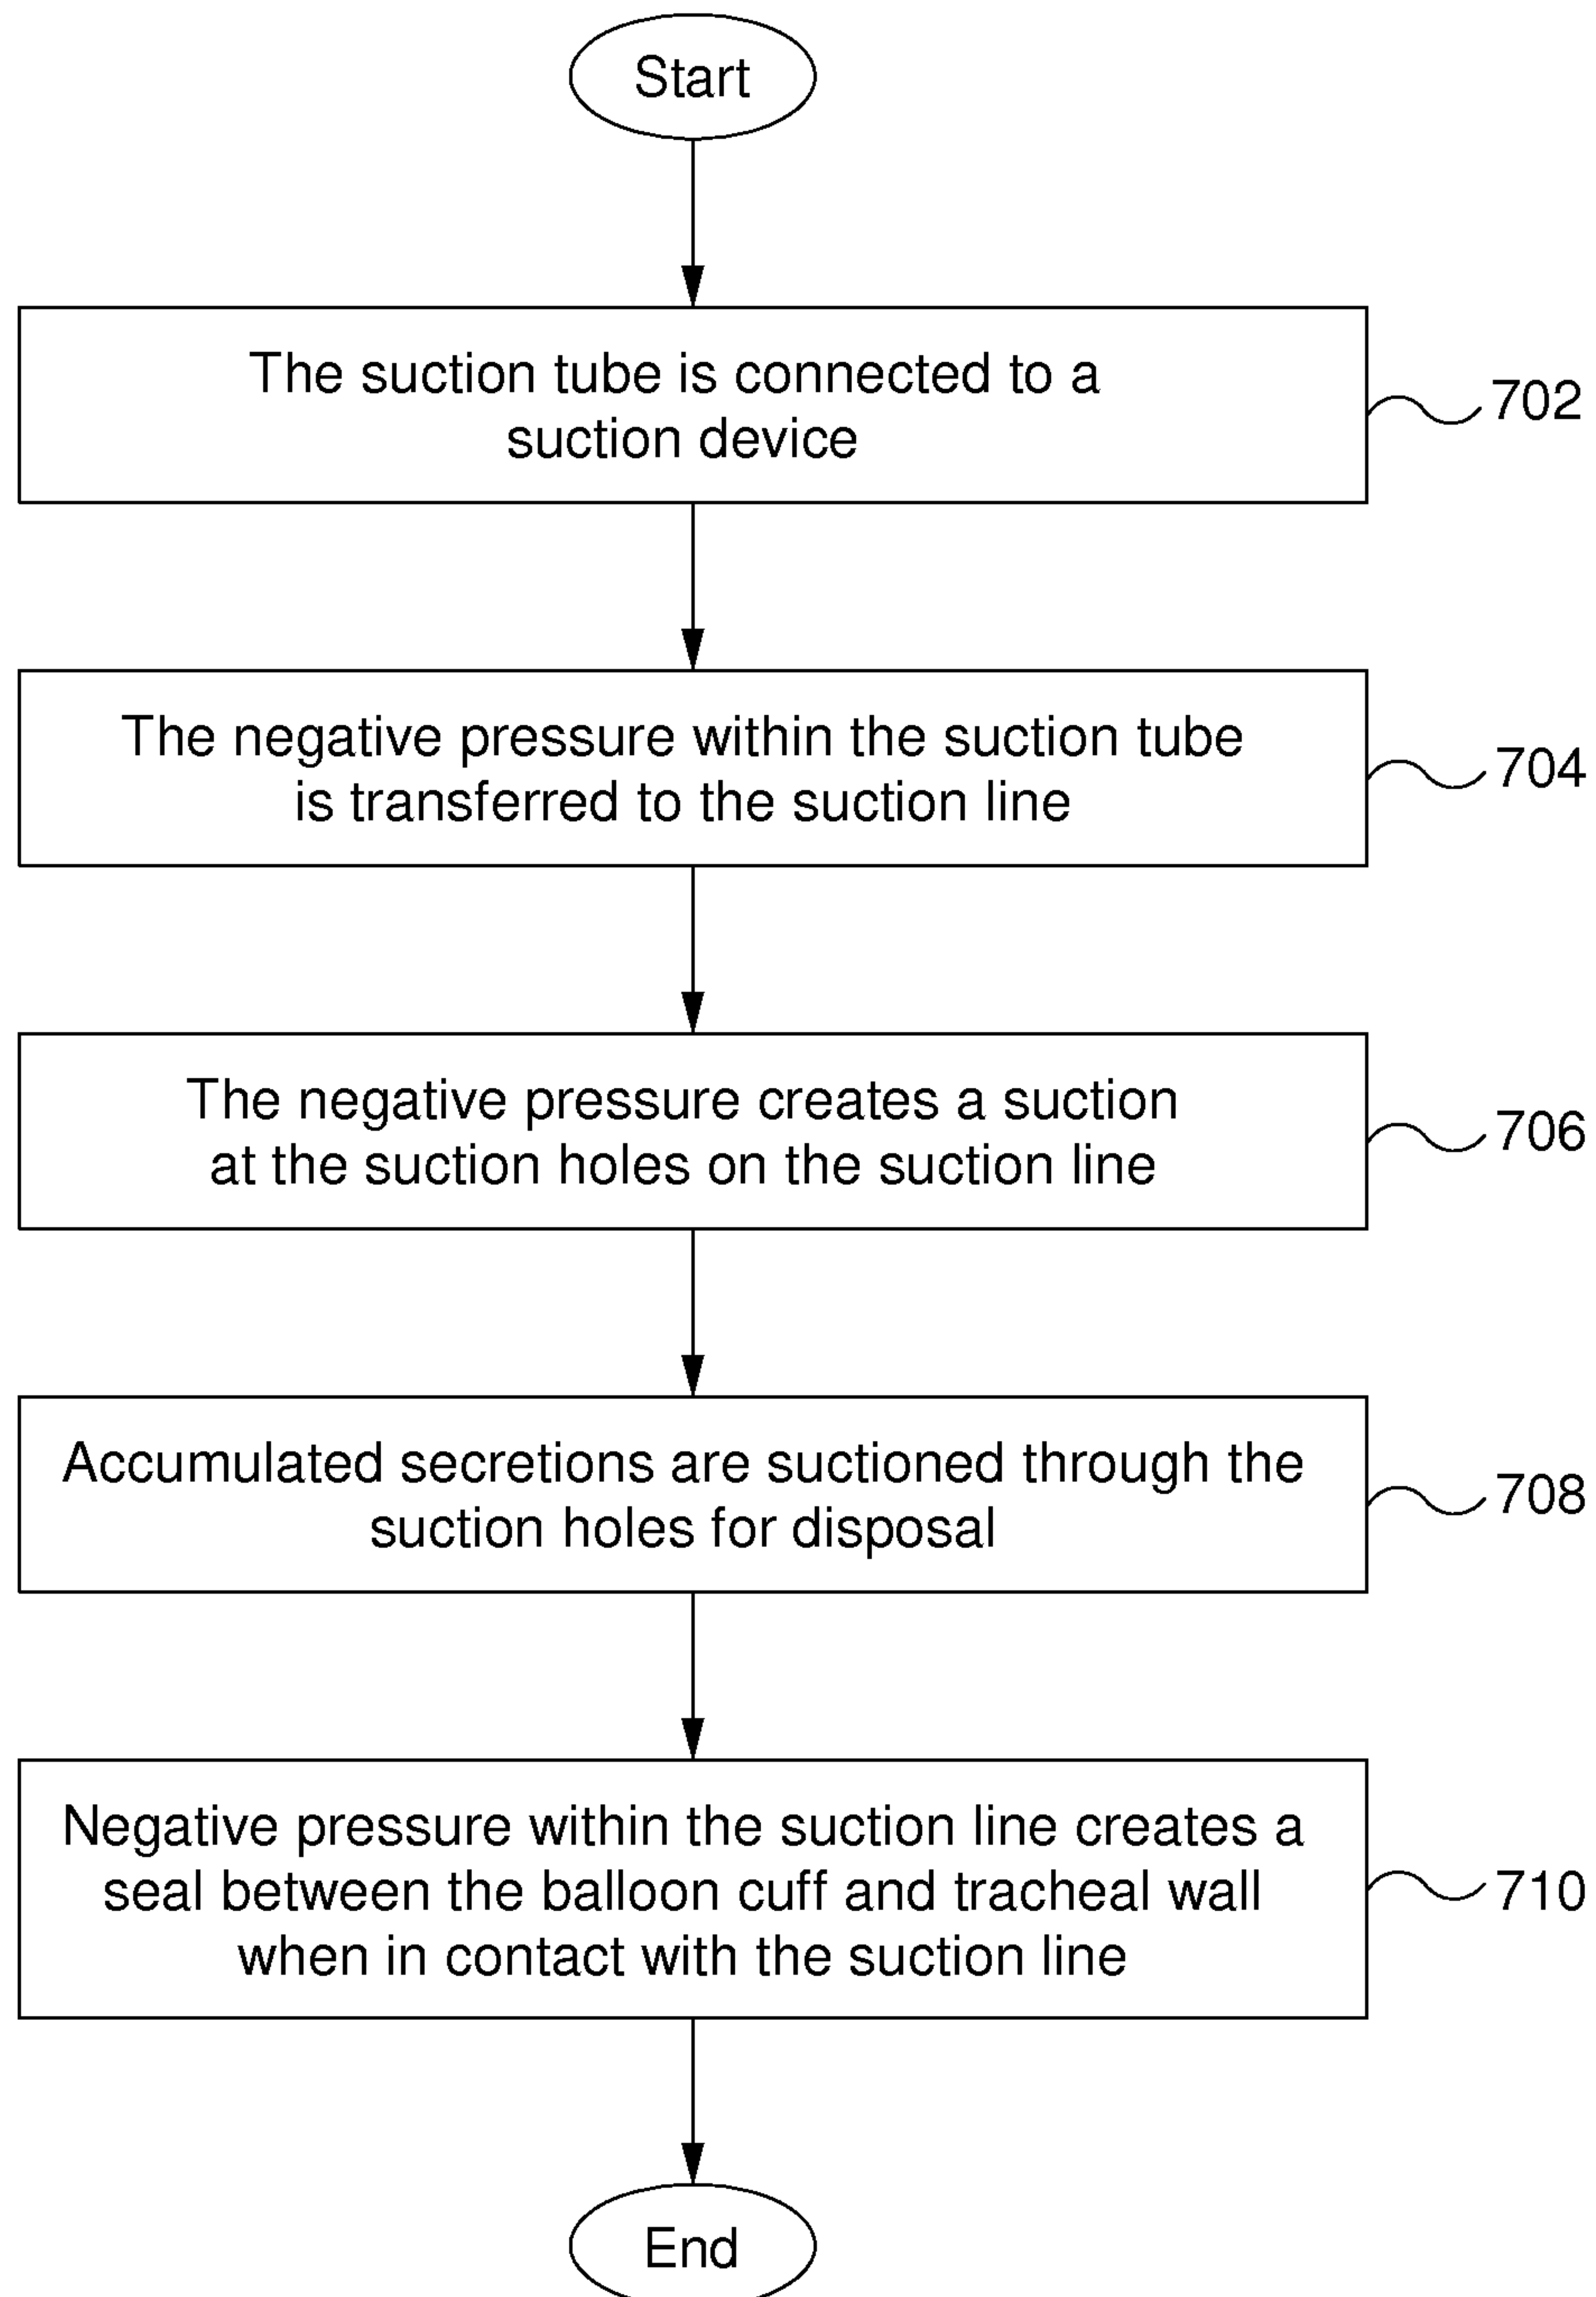 Start
The suction tube is connected to a
suction device
702
The negative pressure within the suction tube
is transferred to the suction line
704
The negative pressure creates a suction
at the suction holes on the suction line
706
Accumulated secretions are suctioned through the
suction holes for disposal
708
Negative pressure within the suction line creates a
seal between the balloon cuff and tracheal wall
when in contact with the suction line
710
End